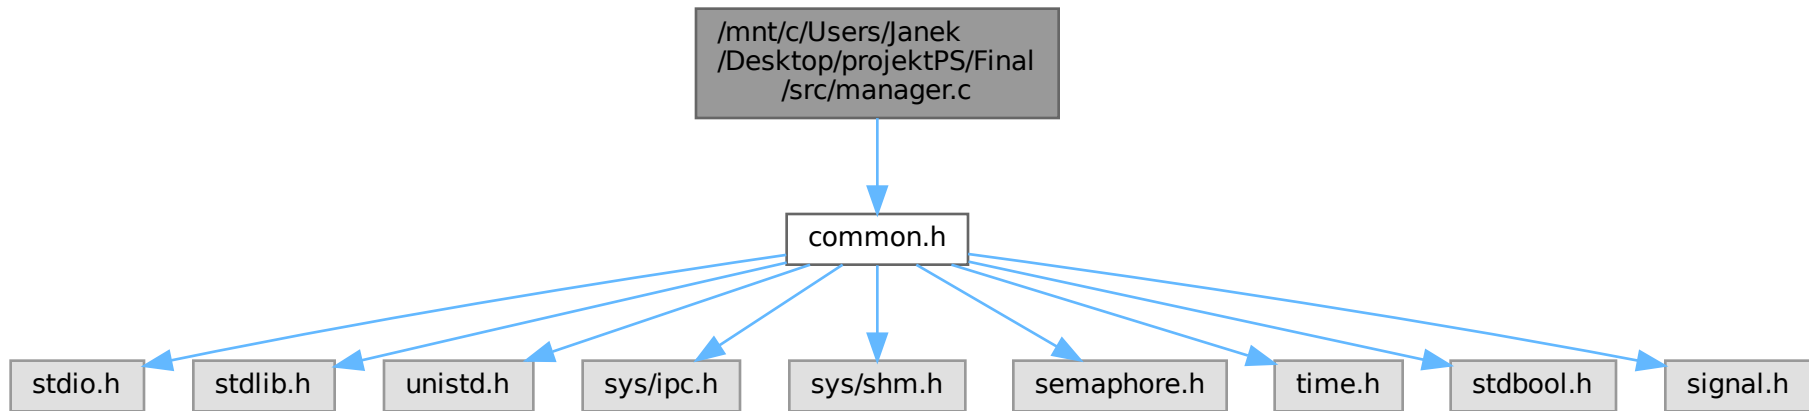 /mnt/c/Users/Janek
/Desktop/projektPS/Final
/src/manager.c
common.h
stdio.h
stdlib.h
unistd.h
sys/ipc.h
sys/shm.h
semaphore.h
time.h
stdbool.h
signal.h